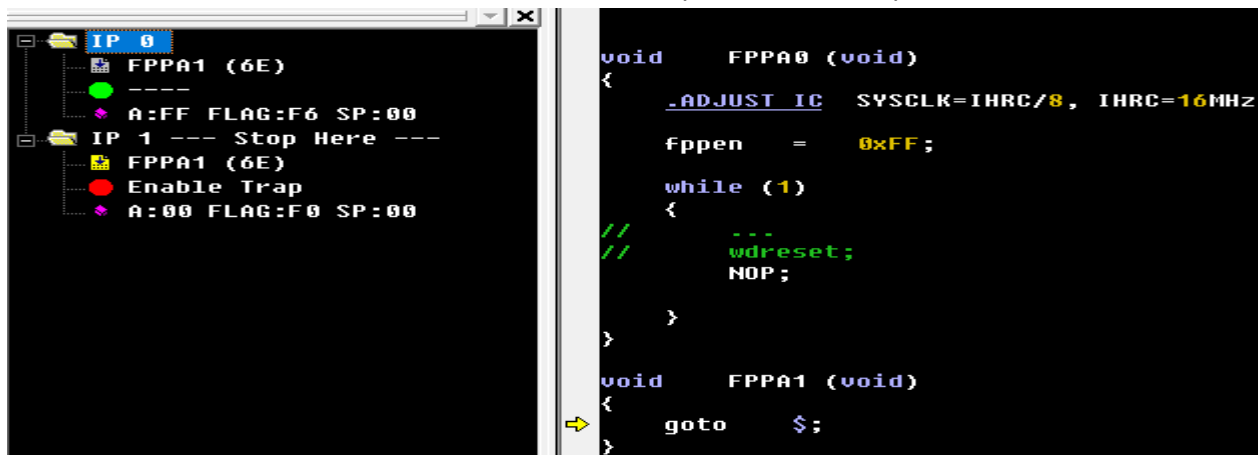 IP 0
FPPA1 (6E)
----
A:FF FLAG:F6 SP:00
IP 1 --- Stop Here ---
FPPA1 (6E)
Enable Trap
A:00 FLAG:F0 SP:00
void FPPA0 (void)
{
.ADJUST_IC SYSCLK=IHRC/8, IHRC=16MHz
fppen = 0xFF;
while (1)
{
// ...
// wdreset;
NOP;
}
}
void FPPA1 (void)
{
goto $;
}